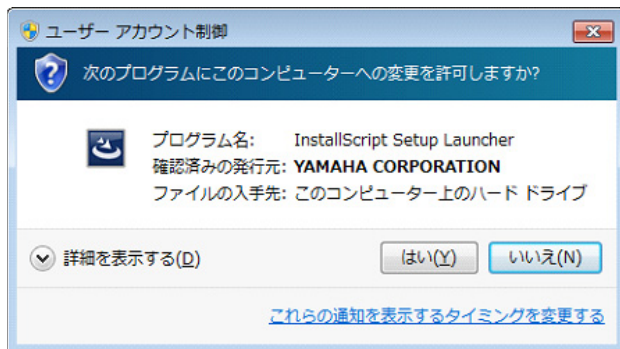 ユーザー アカウント制御
次のプログラムにこのコンピューターへの変更を許可しますか?
プログラム名: InstallScript Setup Launcher
確認済みの発行元: YAMAHA CORPORATION
ファイルの入手先: このコンピューター上のハード ドライブ
詳細を表示する(D) はい(Y) いいえ(N)
これらの通知を表示するタイミングを変更する